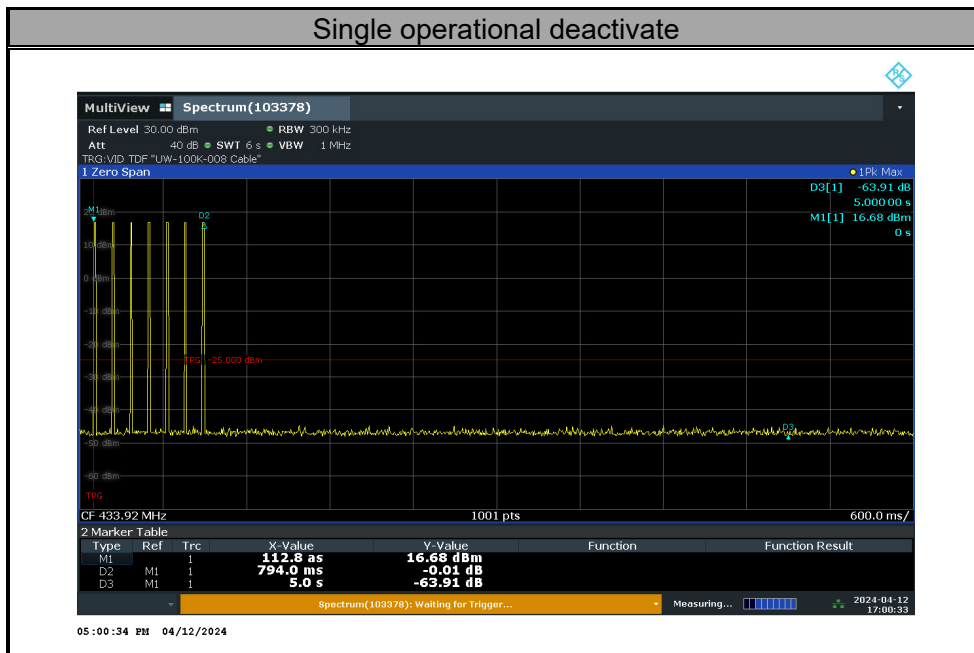 Single operational deactivate
R&S
MultiView Spectrum(103378)
Ref Level 30.00 dBm RBW 300 kHz
Att 40 dB SWT 6 s VBW 1 MHz
TRG:VID TDF "UW-100K-008 Cable"
1 Zero Span 1Pk Max
D3[1] -63.91 dB
5.00000 s
M1[1] 16.68 dBm
0 s
M1
20 dBm
D2
10 dBm
0 dBm
-10 dBm
-20 dBm
TRG -25.000 dBm
-30 dBm
-40 dBm
D3
-50 dBm
-60 dBm
TRG
CF 433.92 MHz 1001 pts 600.0 ms/
2 Marker Table
Type Ref Trc X-Value Y-Value Function Function Result
M1 1 112.8 as 16.68 dBm
D2 M1 1 794.0 ms -0.01 dB
D3 M1 1 5.0 s -63.91 dB
Spectrum(103378): Waiting for Trigger... Measuring... 2024-04-12
17:00:33
05:00:34 PM 04/12/2024